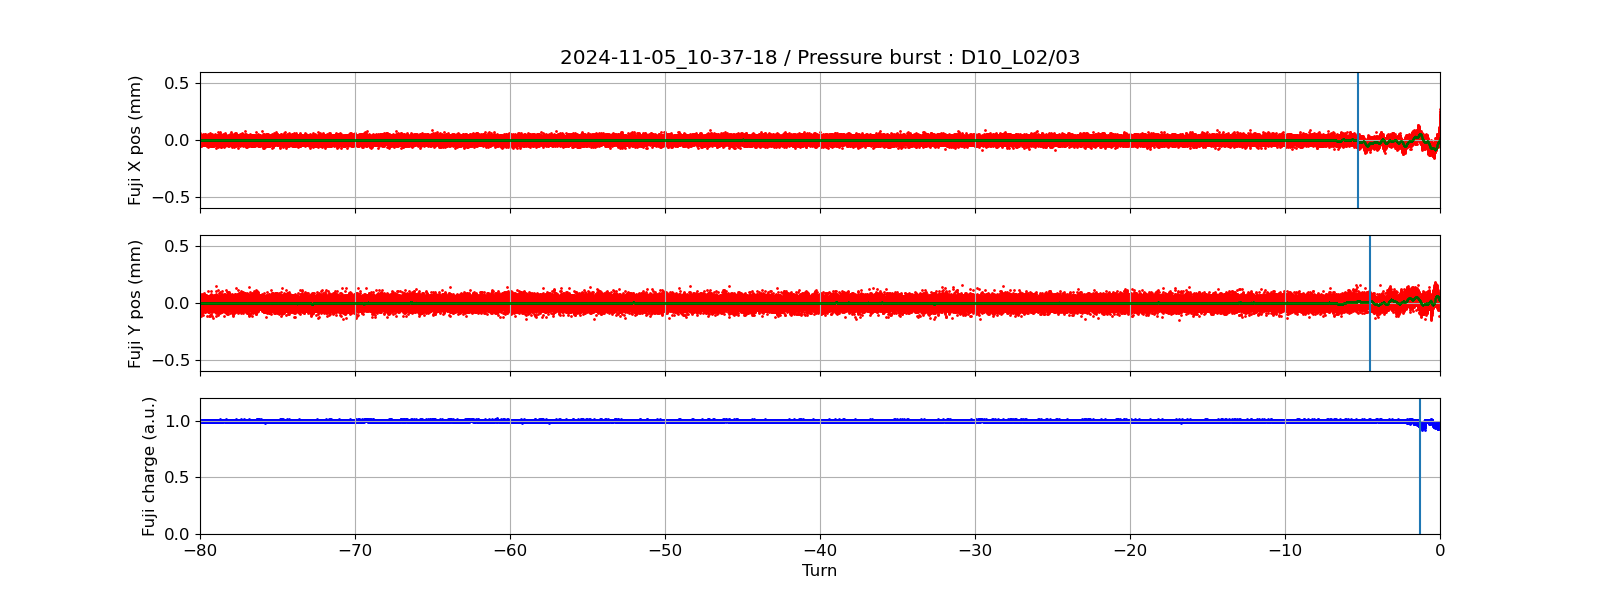 2024-11-05_10-37-18 / Pressure burst : D10_L02/03
Fuji X pos (mm)
0.5
0.0
−0.5
Fuji Y pos (mm)
0.5
0.0
−0.5
Fuji charge (a.u.)
1.0
0.5
0.0
−80 −70 −60 −50 −40 −30 −20 −10 0
Turn